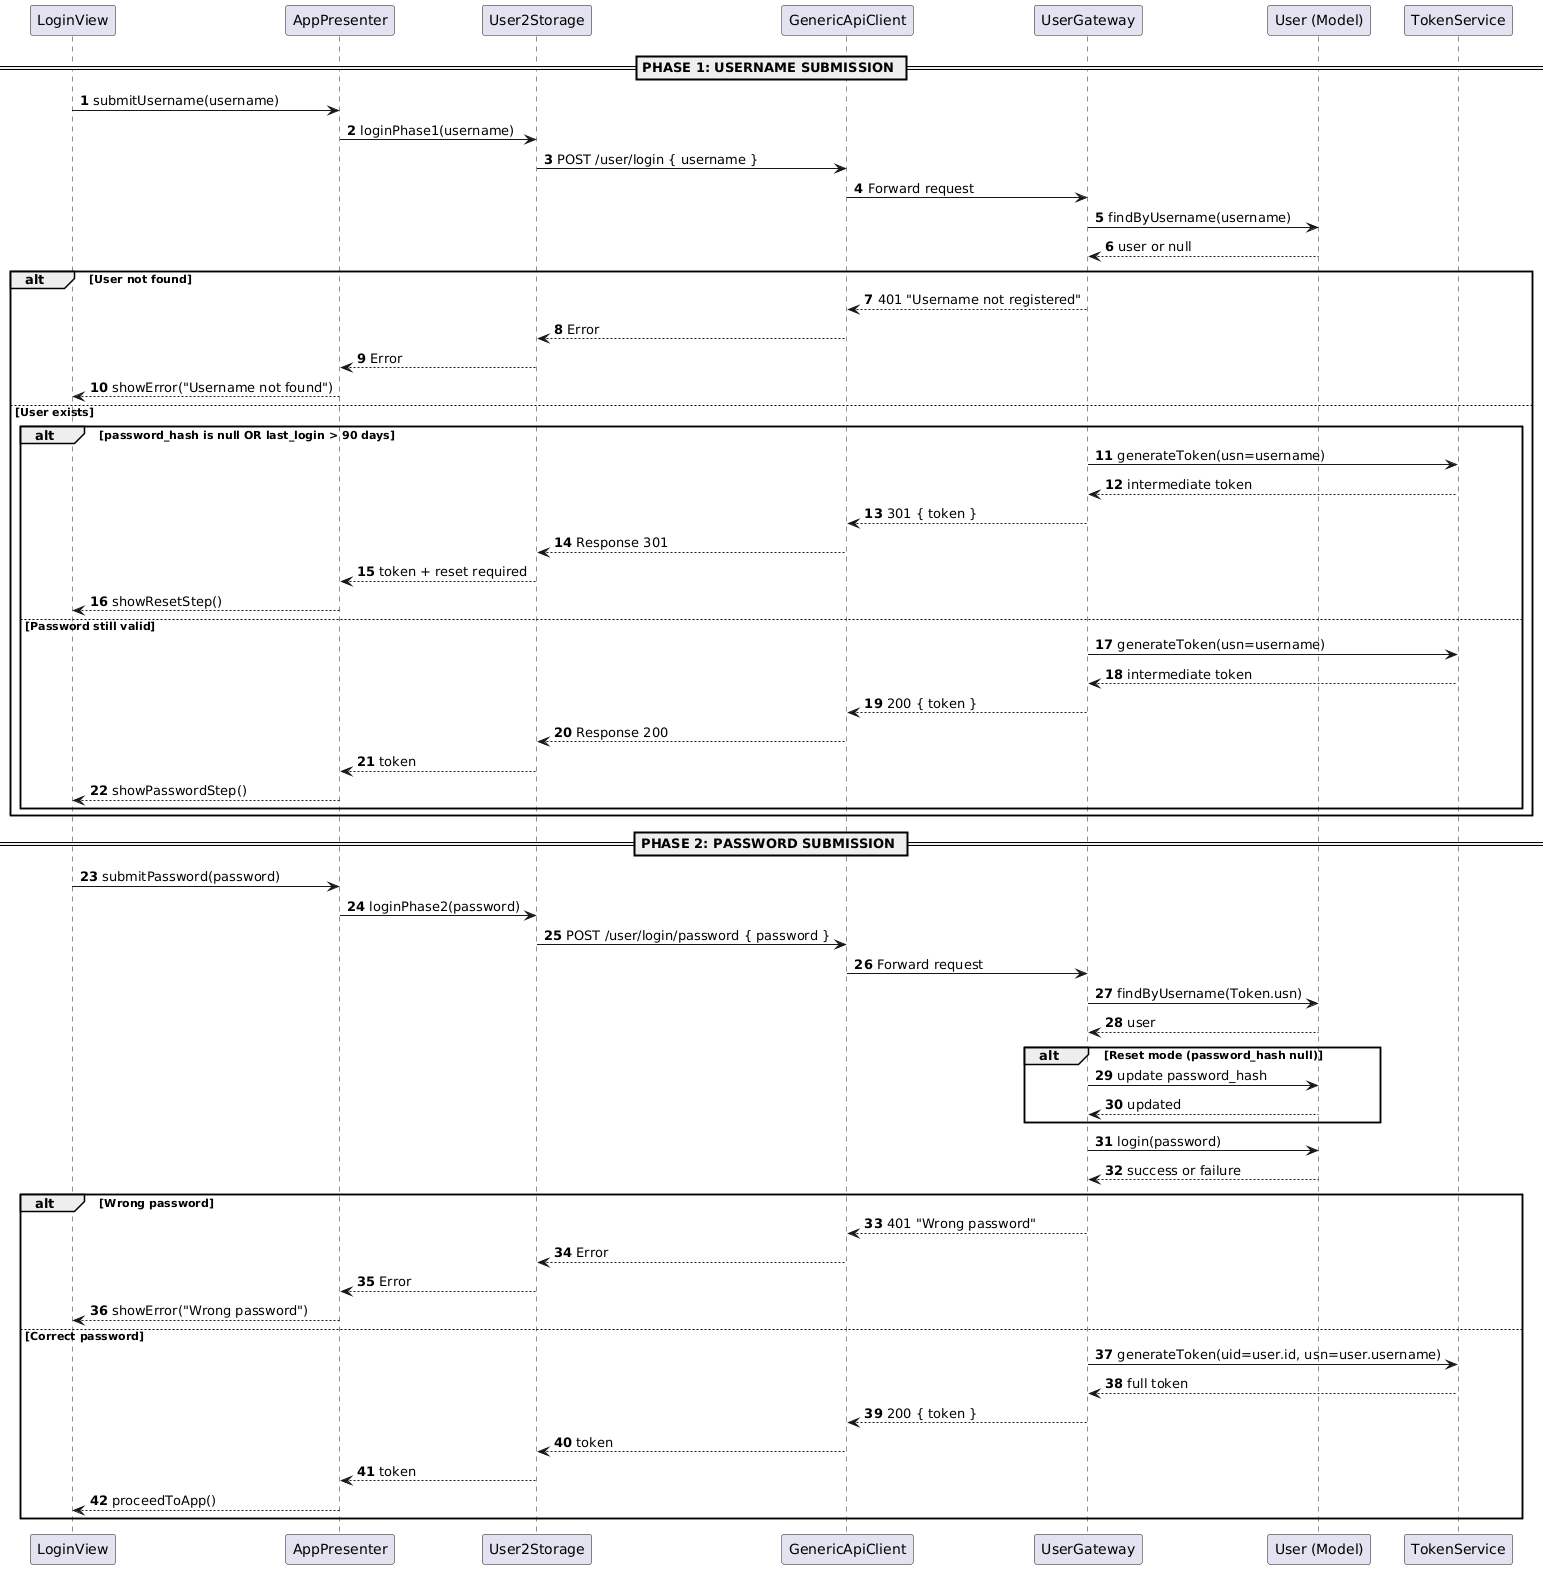 LoginView AppPresenter User2Storage GenericApiClient UserGateway User (Model) TokenService
PHASE 1: USERNAME SUBMISSION
1 submitUsername(username)
2 loginPhase1(username)
3 POST /user/login { username }
4 Forward request
5 findByUsername(username)
6 user or null
alt [User not found]
7 401 "Username not registered"
8 Error
9 Error
10 showError("Username not found")
[User exists]
alt [password_hash is null OR last_login > 90 days]
11 generateToken(usn=username)
12 intermediate token
13 301 { token }
14 Response 301
15 token + reset required
16 showResetStep()
[Password still valid]
17 generateToken(usn=username)
18 intermediate token
19 200 { token }
20 Response 200
21 token
22 showPasswordStep()
PHASE 2: PASSWORD SUBMISSION
23 submitPassword(password)
24 loginPhase2(password)
25 POST /user/login/password { password }
26 Forward request
27 findByUsername(Token.usn)
28 user
alt [Reset mode (password_hash null)]
29 update password_hash
30 updated
31 login(password)
32 success or failure
alt [Wrong password]
33 401 "Wrong password"
34 Error
35 Error
36 showError("Wrong password")
[Correct password]
37 generateToken(uid=user.id, usn=user.username)
38 full token
39 200 { token }
40 token
41 token
42 proceedToApp()
LoginView AppPresenter User2Storage GenericApiClient UserGateway User (Model) TokenService